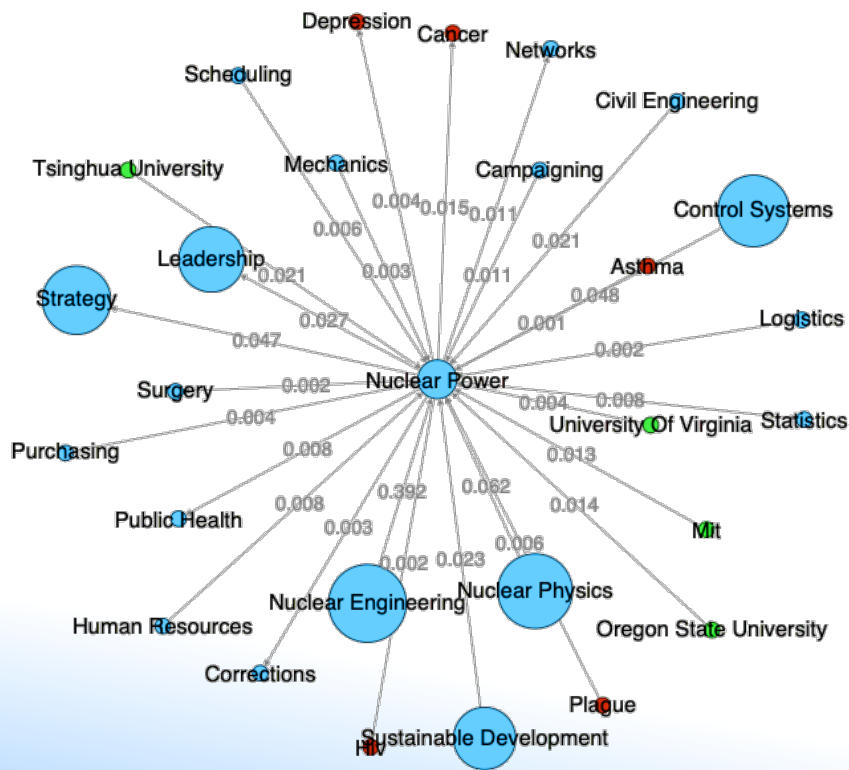 Depression
Cancer
Networks
Scheduling
Civil Engineering
Tsinghua University
Mechanics
Campaigning
0.004
0.015
0.011
Control Systems
0.006
0.021
Leadership
0.003
0.011
Asthma
0.021
0.048
Strategy
0.027
0.001
Logistics
0.047
0.002
Nuclear Power
Surgery
0.002
0.004
0.008
0.004
University Of Virginia
Statistics
Purchasing
0.008
0.013
0.392
0.062
0.008
0.014
Public Health
0.003
0.006
Mit
0.002
0.023
Nuclear Engineering
Nuclear Physics
Human Resources
Oregon State University
Corrections
Plague
Hiv
Sustainable Development